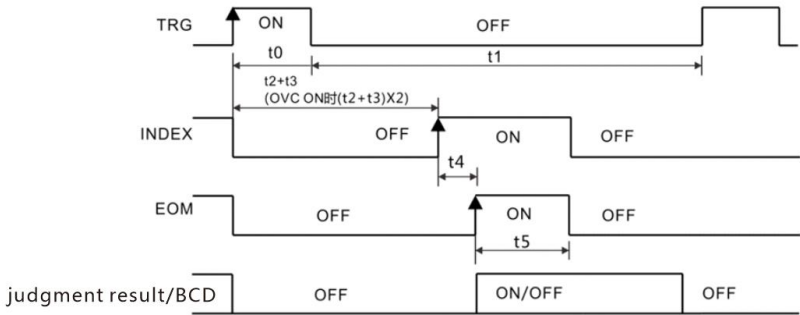 TRG ON OFF
t0 t1
t2+t3
(OVC ON时(t2+t3)X2)
INDEX OFF ON OFF
t4
EOM OFF ON OFF
t5
judgment result/BCD OFF ON/OFF OFF